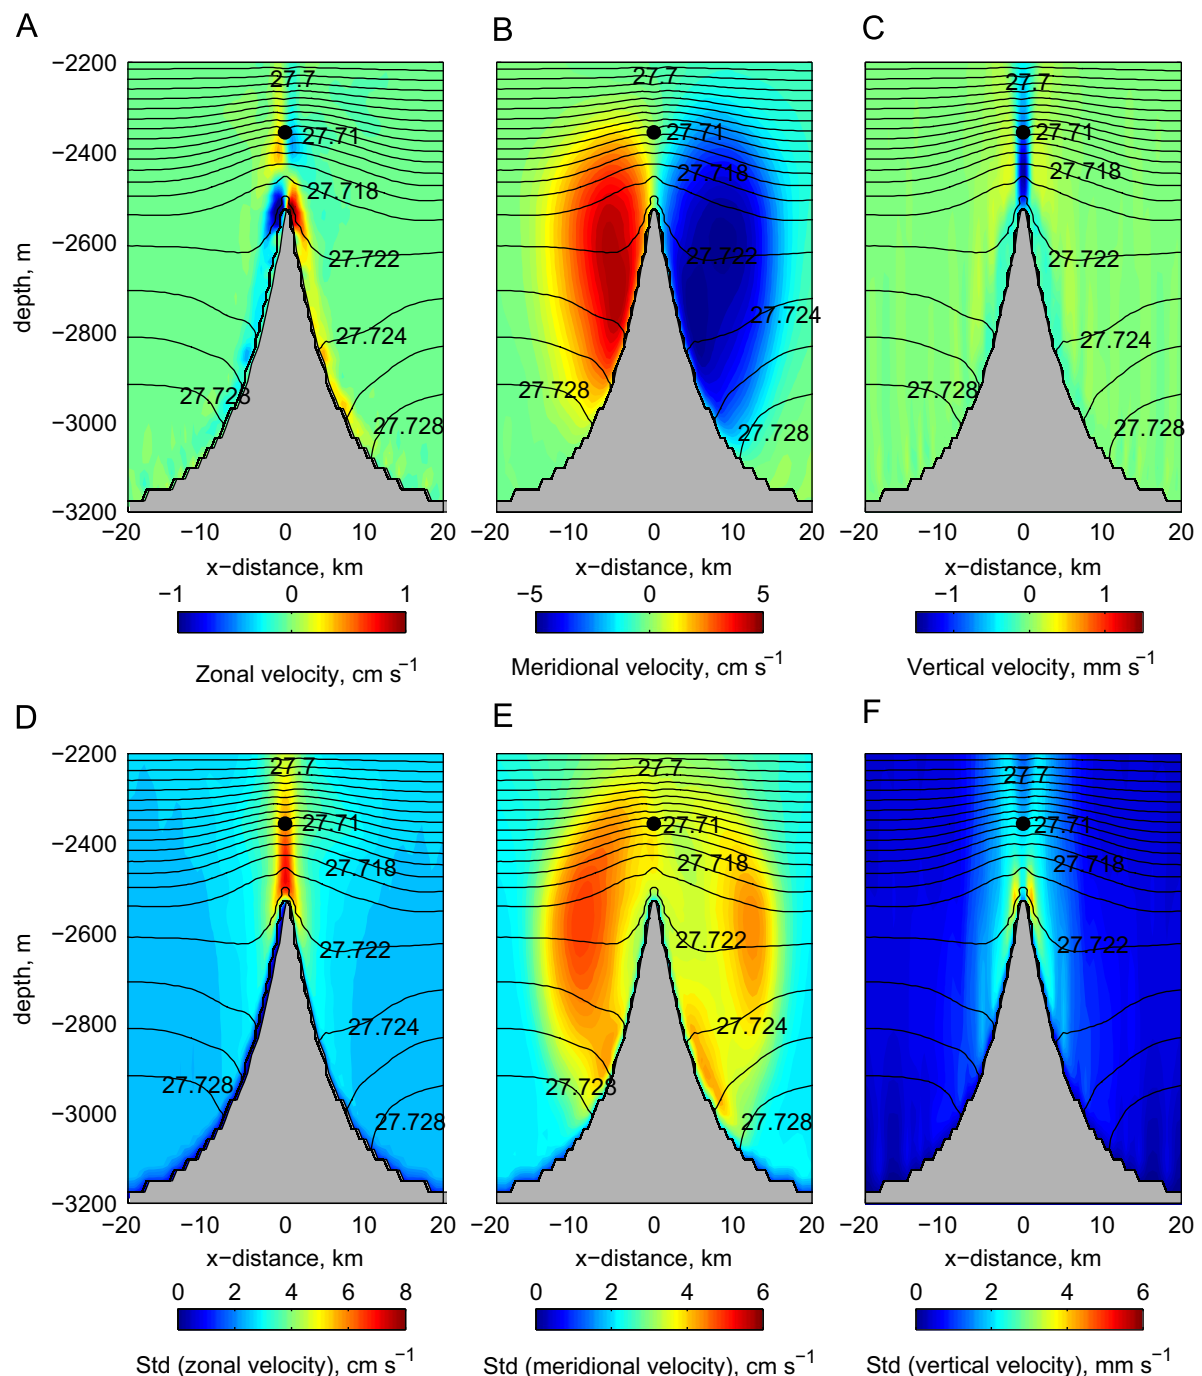 A
B
C
−2200
−2400
−2600
−2800
−3000
−3200
depth, m
27.7
27.71
27.718
27.722
27.724
27.728
27.728
27.7
27.71
27.718
27.722
27.724
27.728
27.728
27.7
27.71
27.718
27.722
27.724
27.728
27.728
−20 −10 0 10 20
−20 −10 0 10 20
−20 −10 0 10 20
x−distance, km
x−distance, km
x−distance, km
−1 0 1
−5 0 5
−1 0 1
Zonal velocity, cm s⁻¹
Meridional velocity, cm s⁻¹
Vertical velocity, mm s⁻¹
D
E
F
−2200
−2400
−2600
−2800
−3000
−3200
depth, m
27.7
27.71
27.718
27.722
27.724
27.728
27.728
27.7
27.71
27.718
27.722
27.724
27.728
27.728
27.7
27.71
27.718
27.722
−20 −10 0 10 20
−20 −10 0 10 20
−20 −10 0 10 20
x−distance, km
x−distance, km
x−distance, km
0 2 4 6 8
0 2 4 6
0 2 4 6
Std (zonal velocity), cm s⁻¹
Std (meridional velocity), cm s⁻¹
Std (vertical velocity), mm s⁻¹